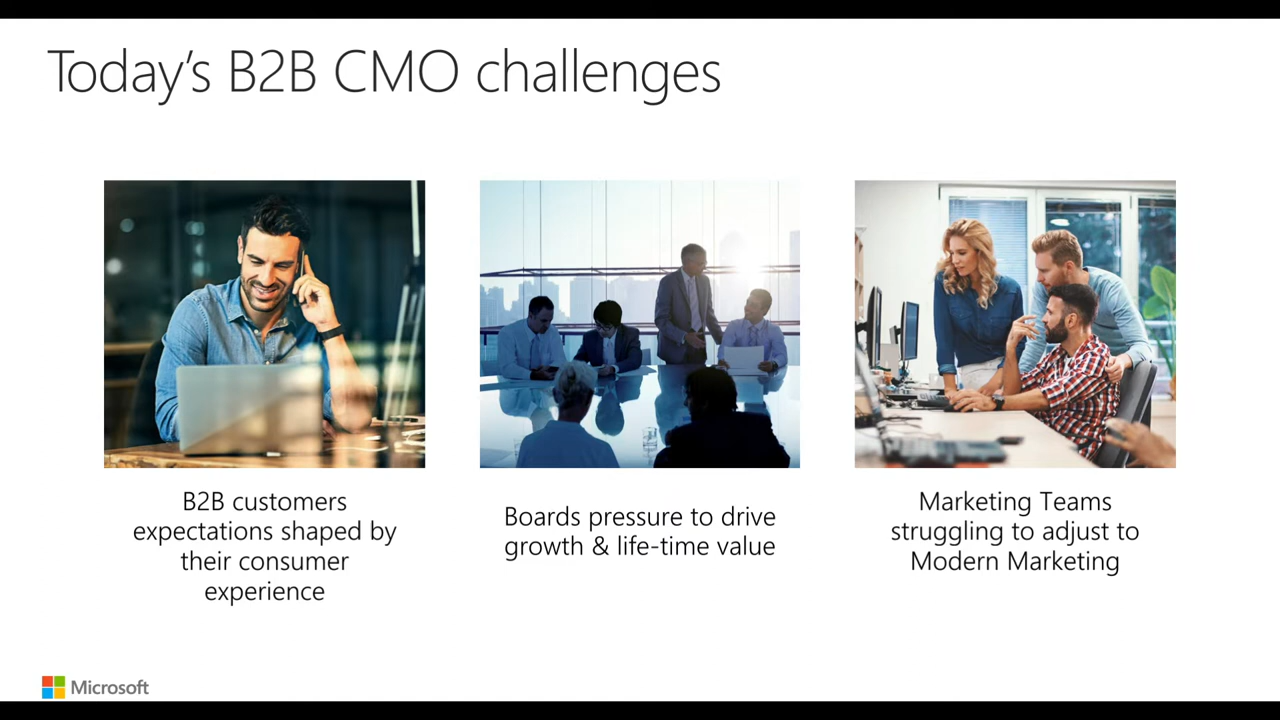 Today's B2B CMO challenges
B2B customers
expectations shaped by
their consumer
experience
Boards pressure to drive
growth & life-time value
Marketing Teams
struggling to adjust to
Modern Marketing
Microsoft